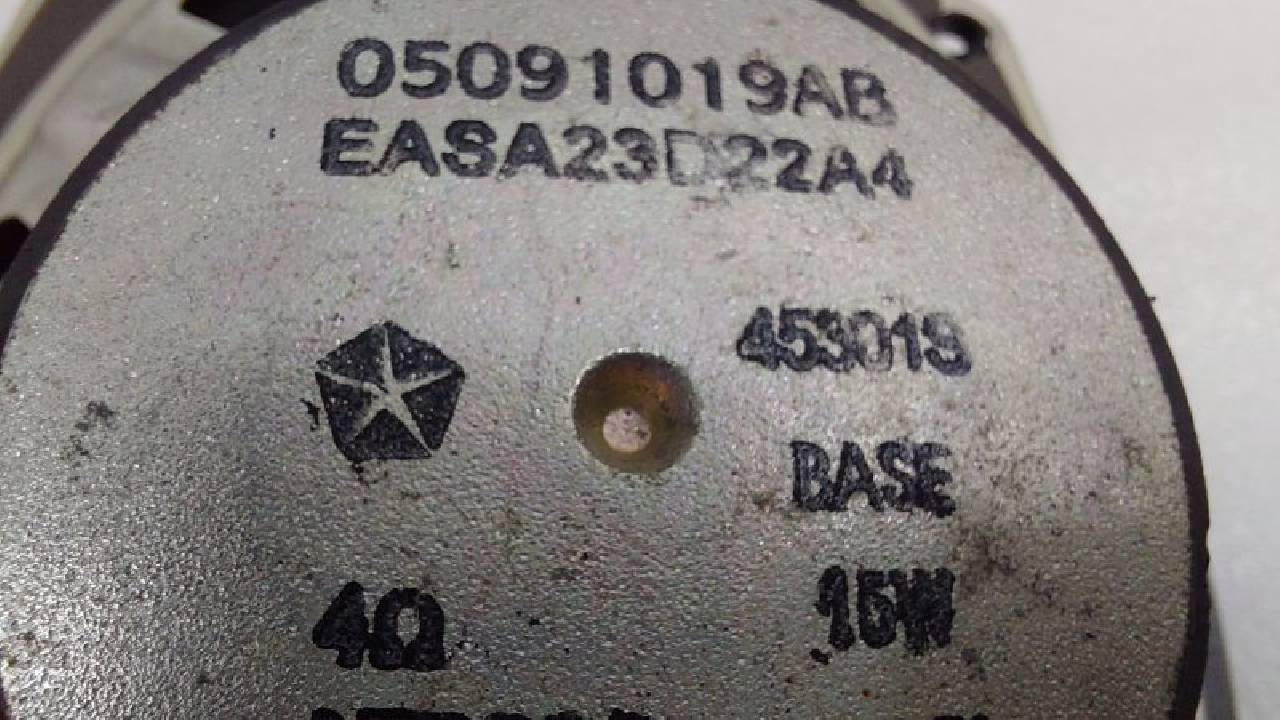 05091019AB
EASA23D22A4
453019
BASE
4Ω
15W